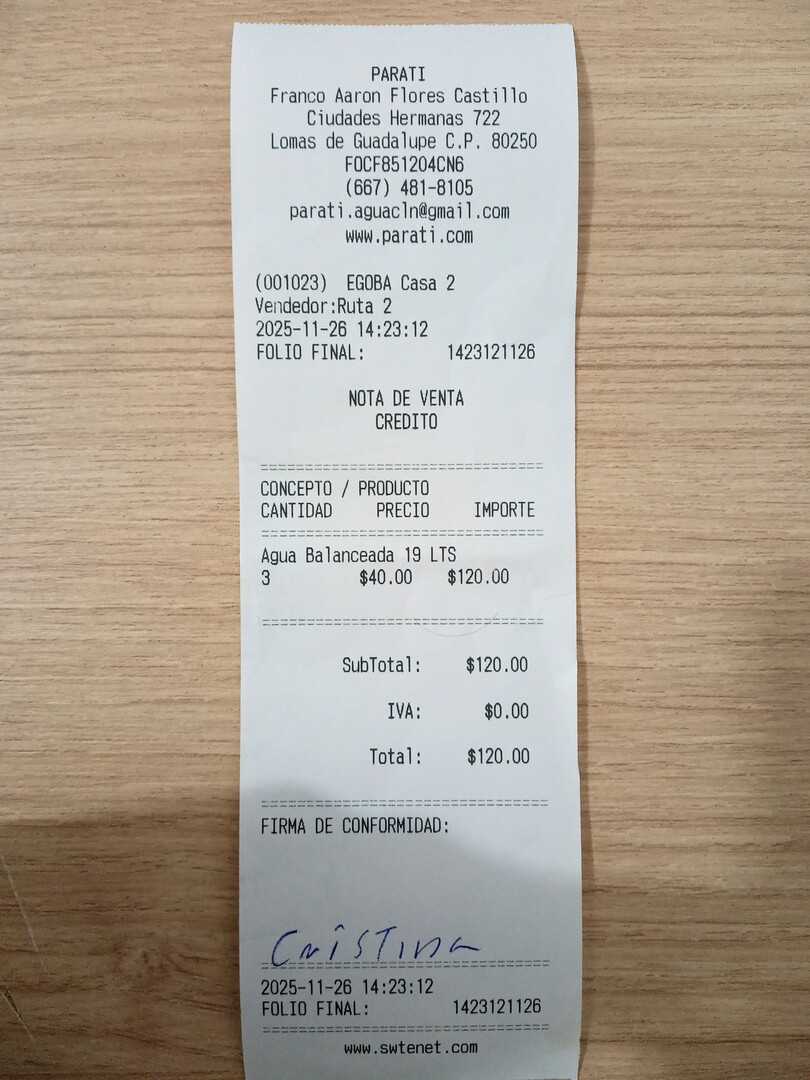 PARATI
Franco Aaron Flores Castillo
Ciudades Hermanas 722
Lomas de Guadalupe C.P. 80250
FOCF851204CN6
(667) 481-8105
parati.aguacln@gmail.com
www.parati.com
(001023) EGOBA Casa 2
Vendedor:Ruta 2
2025-11-26 14:23:12
FOLIO FINAL: 1423121126
NOTA DE VENTA
CREDITO
CONCEPTO / PRODUCTO
CANTIDAD PRECIO IMPORTE
Agua Balanceada 19 LTS
3 $40.00 $120.00
SubTotal: $120.00
IVA: $0.00
Total: $120.00
FIRMA DE CONFORMIDAD:
Cristina
2025-11-26 14:23:12
FOLIO FINAL: 1423121126
www.swtenet.com